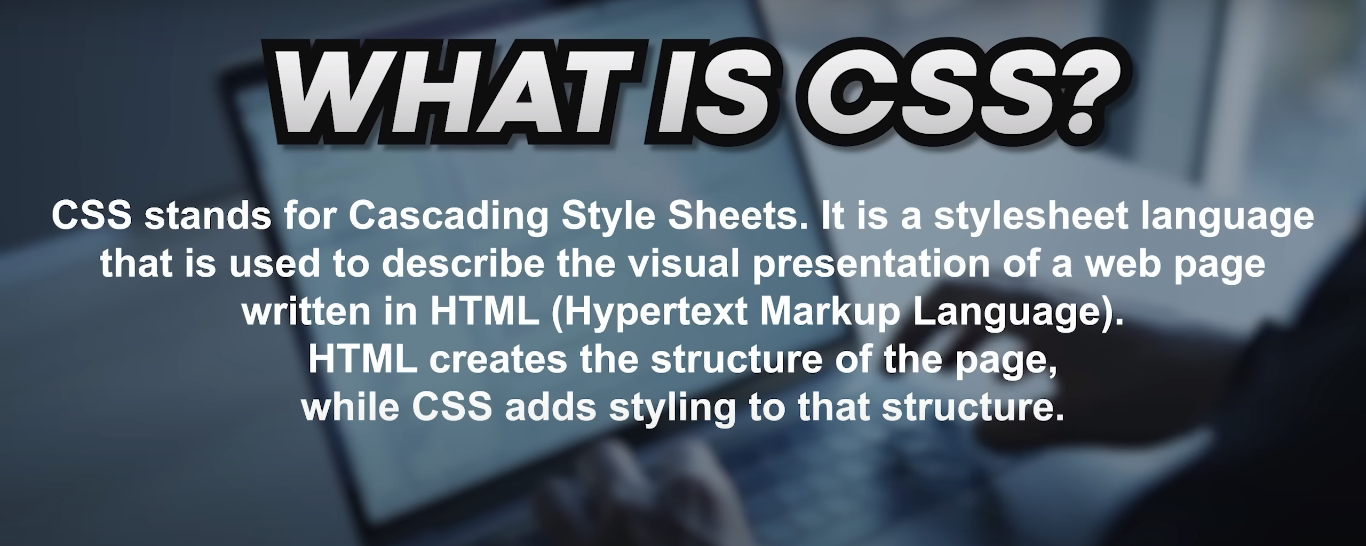 WHAT IS CSS?
CSS stands for Cascading Style Sheets. It is a stylesheet language
that is used to describe the visual presentation of a web page
written in HTML (Hypertext Markup Language).
HTML creates the structure of the page,
while CSS adds styling to that structure.